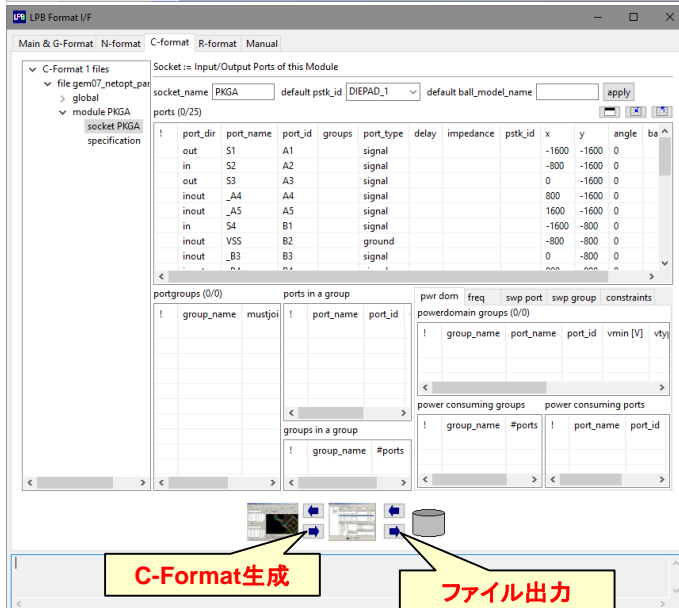 LPB LPB Format I/F
Main & G-Format N-format C-format R-format Manual
C-Format 1 files
file gem07_netopt_par
global
module PKGA
socket PKGA
specification
Socket := Input/Output Ports of this Module
socket_name PKGA default pstk_id DIEPAD_1 default ball_model_name apply
ports (0/25)
! port_dir port_name port_id groups port_type delay impedance pstk_id x y angle ba
out S1 A1 signal -1600 -1600 0
in S2 A2 signal -800 -1600 0
out S3 A3 signal 0 -1600 0
inout _A4 A4 signal 800 -1600 0
inout _A5 A5 signal 1600 -1600 0
in S4 B1 signal -1600 -800 0
inout VSS B2 ground -800 -800 0
inout _B3 B3 signal 0 -800 0
portgroups (0/0)
! group_name mustjoi
ports in a group
! port_name port_id
groups in a group
! group_name #ports
pwr dom freq swp port swp group constraints
powerdomain groups (0/0)
! group_name port_name port_id vmin [V] vty
power consuming groups
! group_name #ports
power consuming ports
! port_name port_id
C-Format生成
ファイル出力